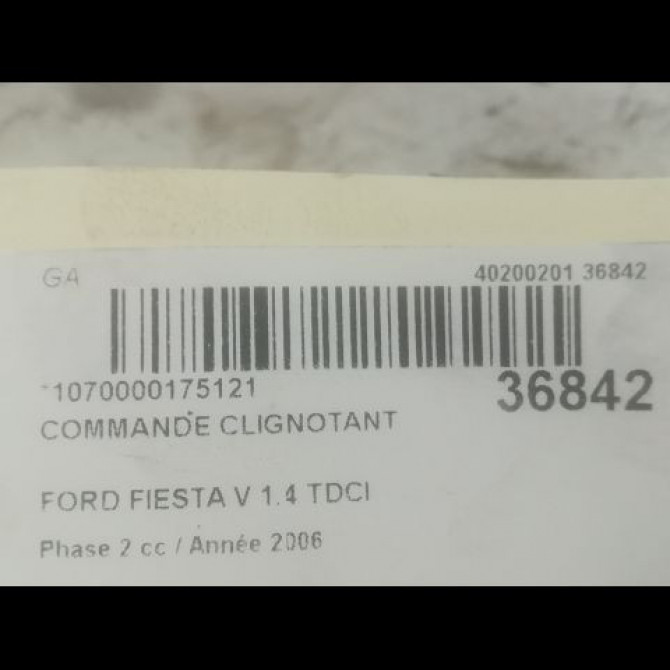 GA
40200201 36842
*1070000175121
36842
COMMANDE CLIGNOTANT
FORD FIESTA V 1.4 TDCI
Phase 2 cc / Année 2006